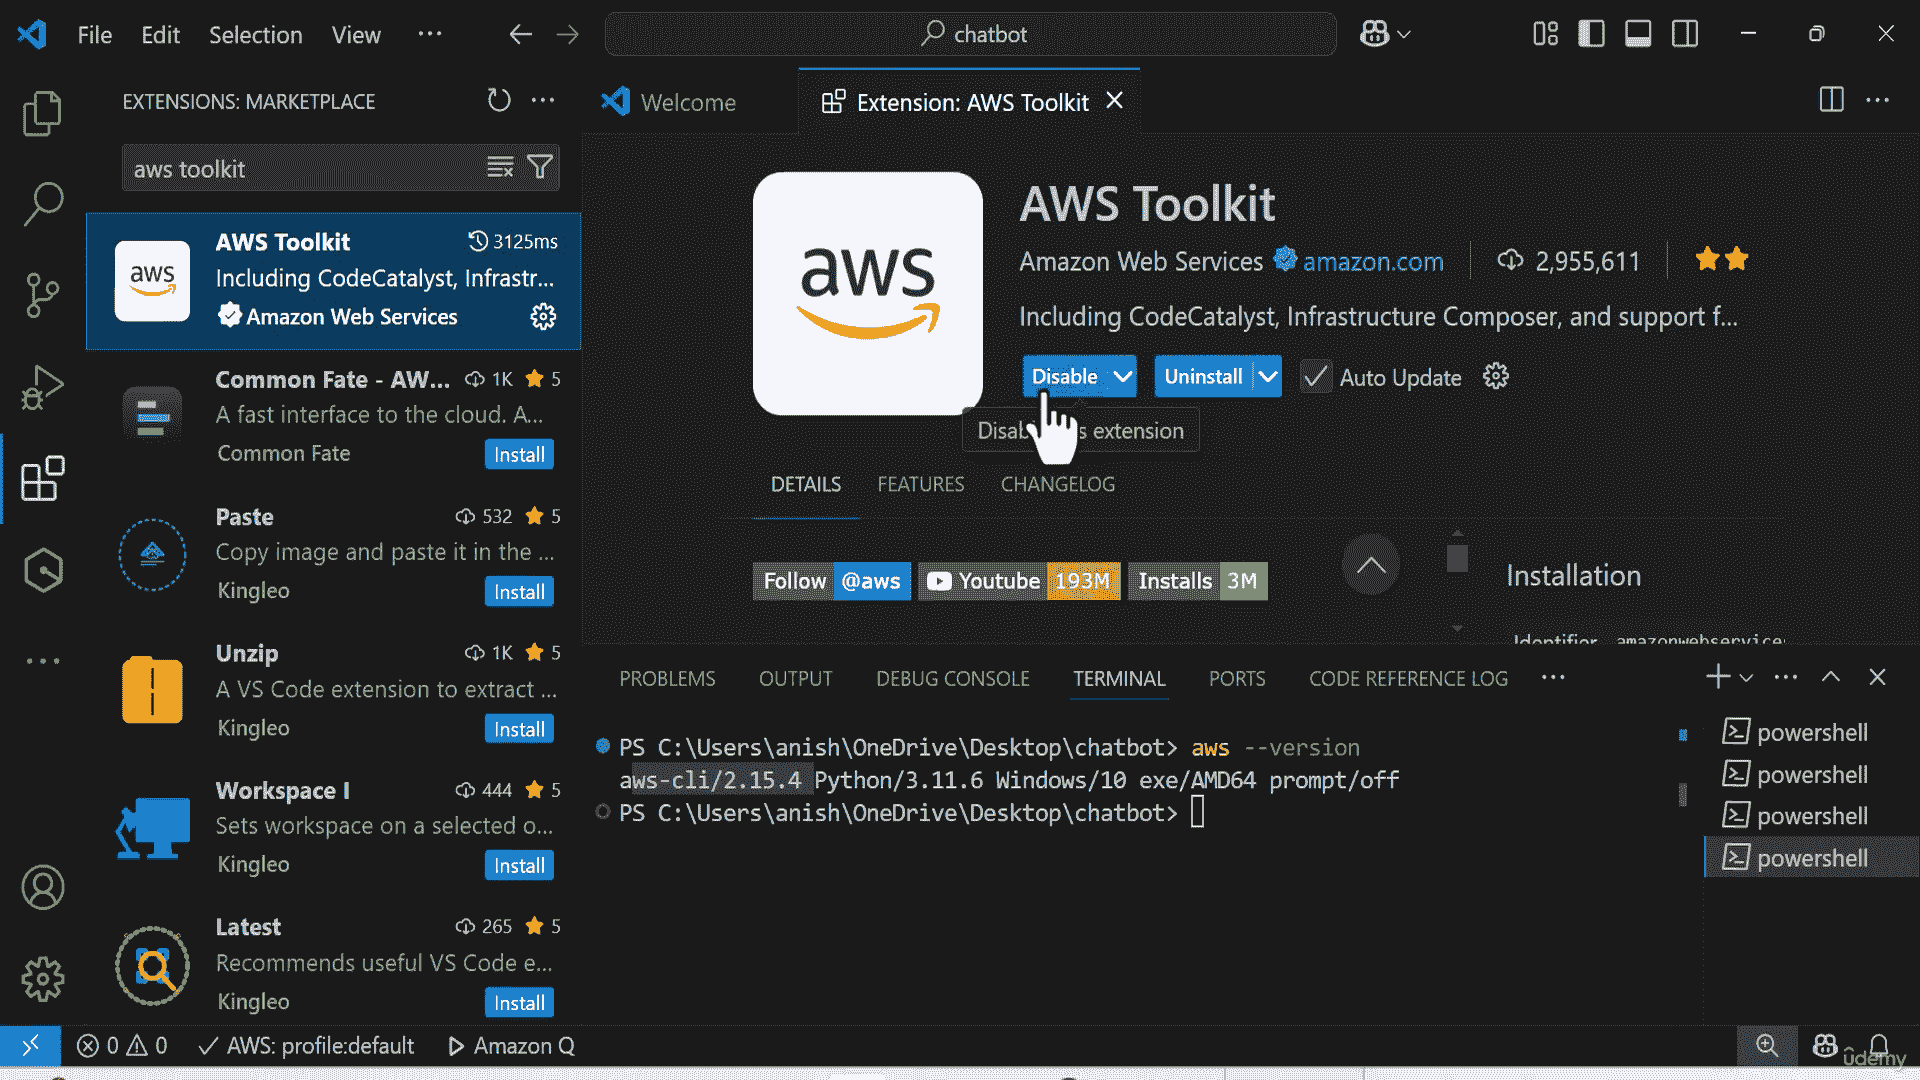 File Edit Selection View ··· chatbot
EXTENSIONS: MARKETPLACE
Welcome
Extension: AWS Toolkit
aws toolkit
aws
AWS Toolkit 3125ms
Including CodeCatalyst, Infrastr...
Amazon Web Services
Common Fate - AW... 1K 5
A fast interface to the cloud. A...
Common Fate Install
Paste 532 5
Copy image and paste it in the ...
Kingleo Install
Unzip 1K 5
A VS Code extension to extract ...
Kingleo Install
Workspace I 444 5
Sets workspace on a selected o...
Kingleo Install
Latest 265 5
Recommends useful VS Code e...
Kingleo Install
aws
AWS Toolkit
Amazon Web Services amazon.com 2,955,611
Including CodeCatalyst, Infrastructure Composer, and support f...
Disable Uninstall Auto Update
extension
DETAILS FEATURES CHANGELOG
Follow @aws Youtube 193M Installs 3M
Installation
Identifier
PROBLEMS OUTPUT DEBUG CONSOLE TERMINAL PORTS CODE REFERENCE LOG ···
PS C:\Users\anish\OneDrive\Desktop\chatbot> aws --version
aws-cli/2.15.4 Python/3.11.6 Windows/10 exe/AMD64 prompt/off
PS C:\Users\anish\OneDrive\Desktop\chatbot>
powershell
powershell
powershell
powershell
0 0 AWS: profile:default Amazon Q
udemy